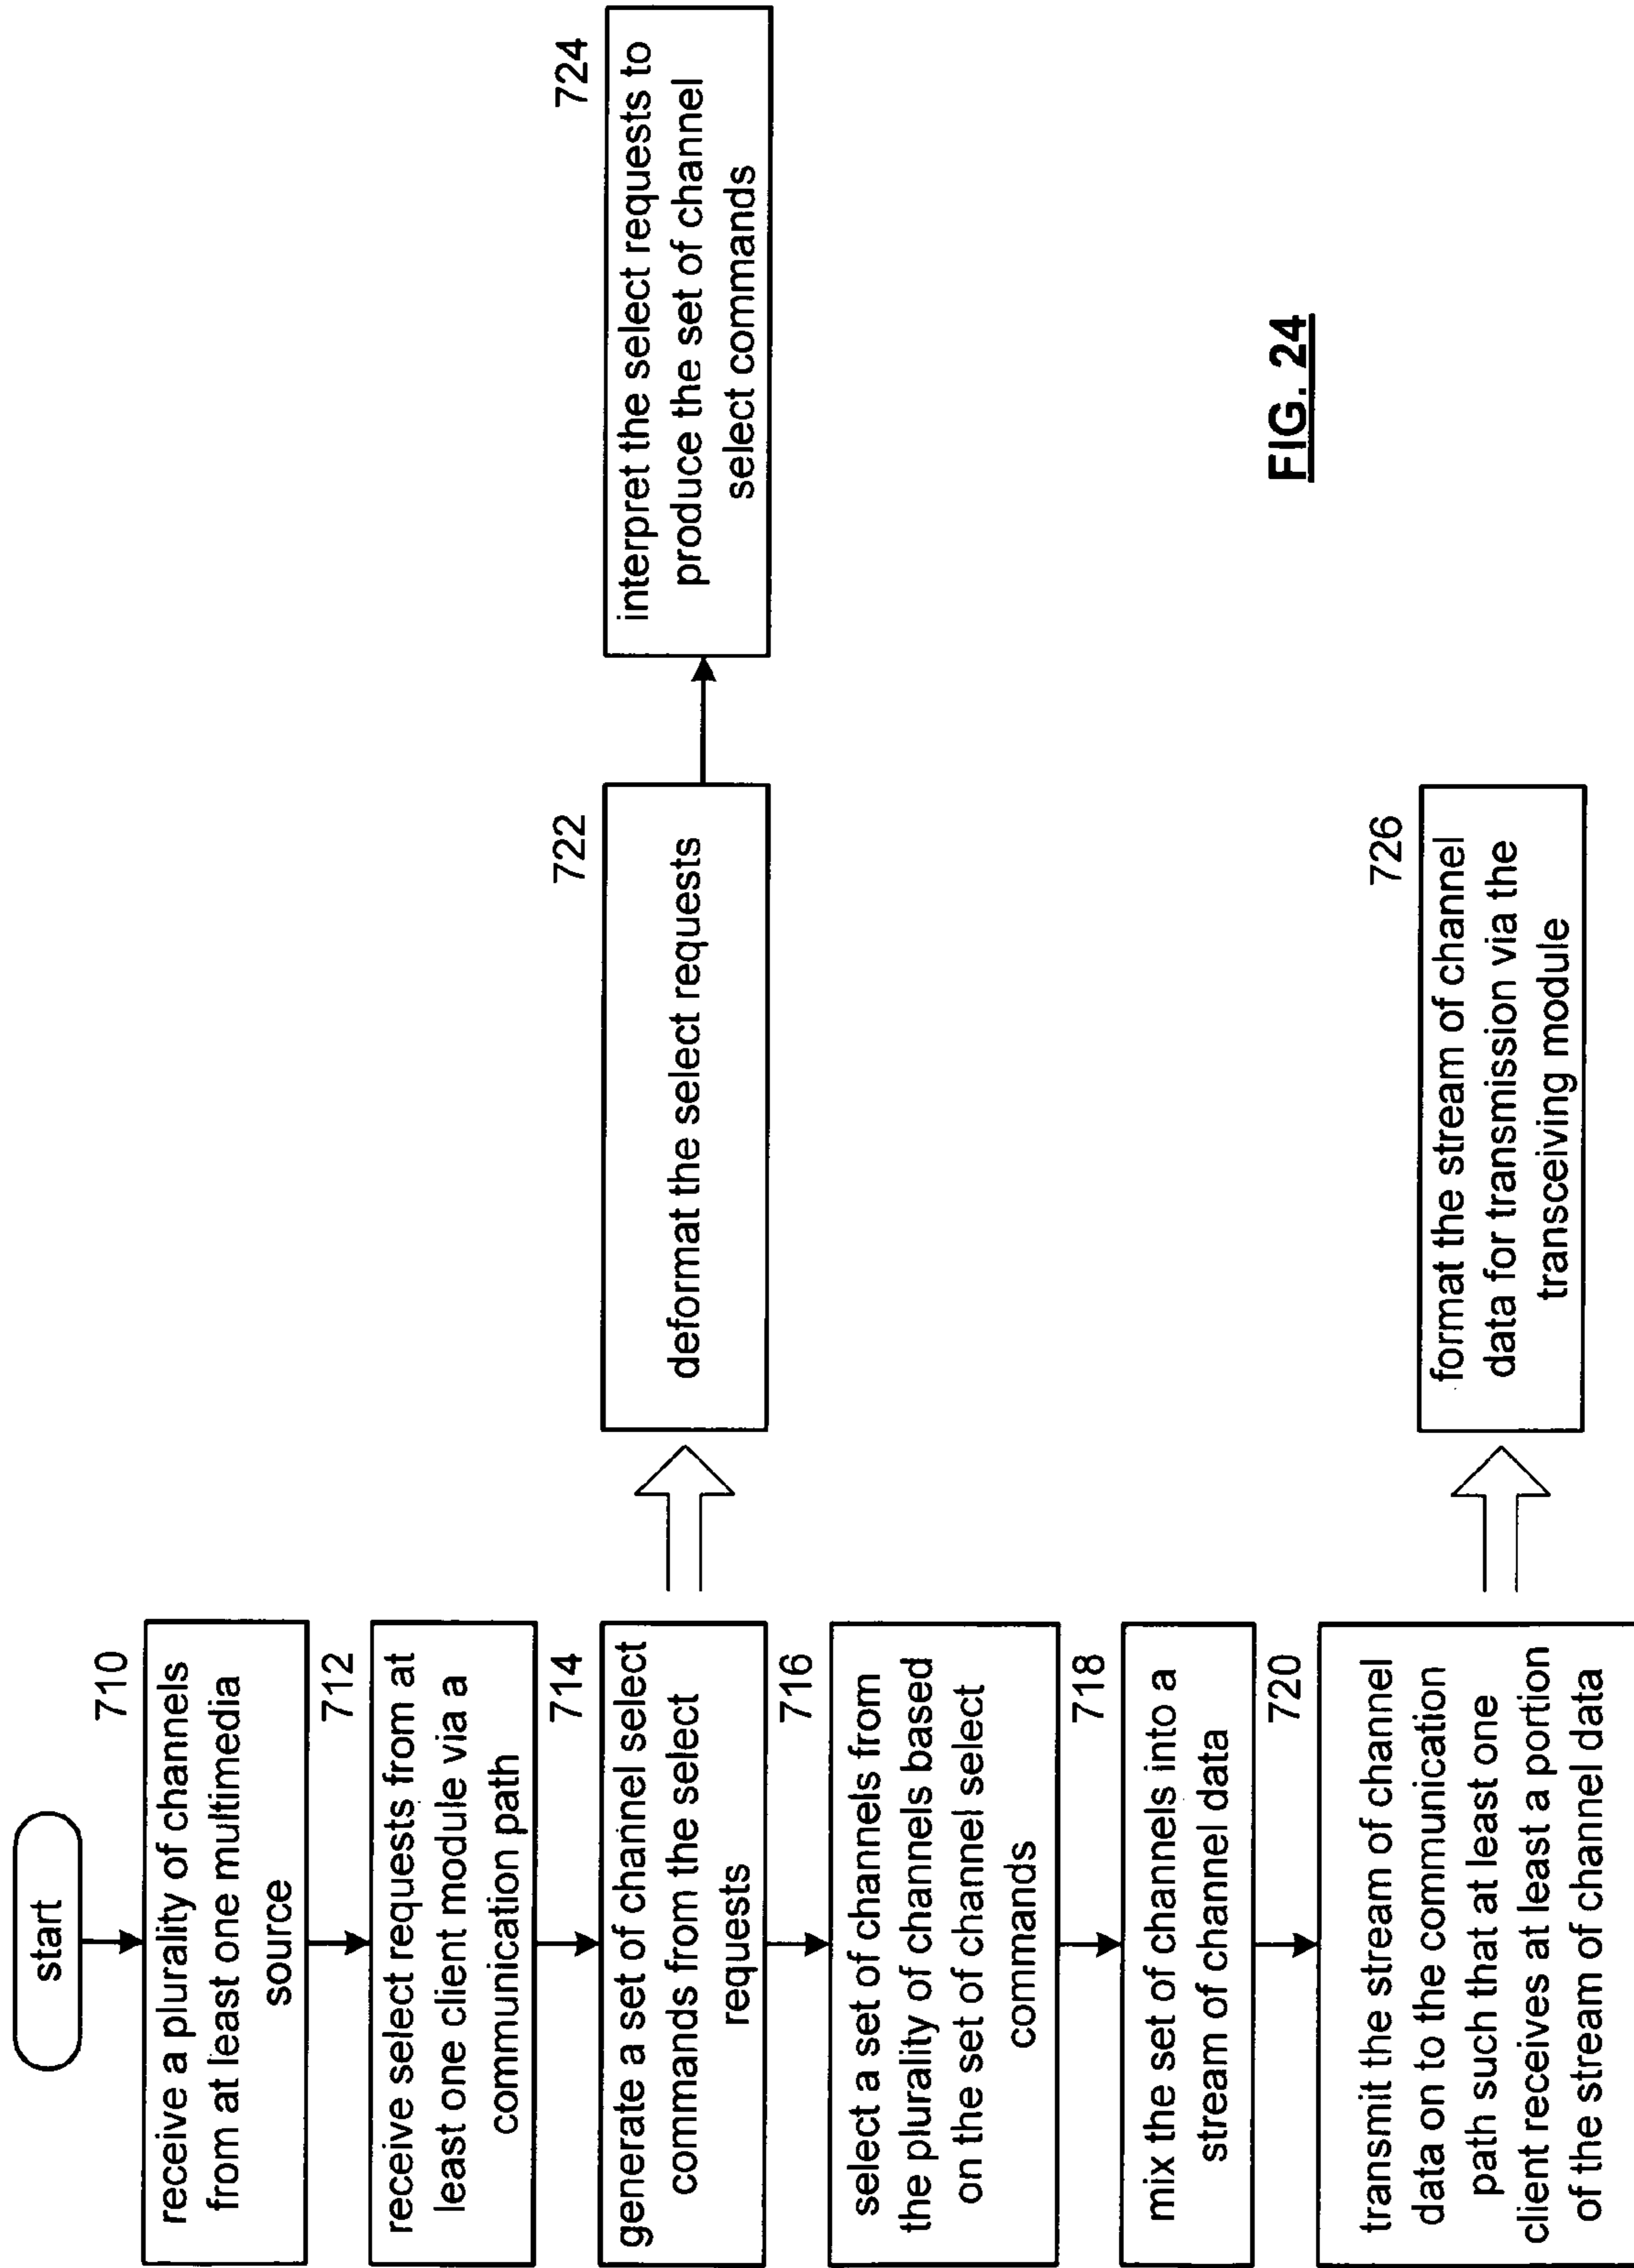 start
710
receive a plurality of channels
from at least one multimedia
source
712
receive select requests from at
least one client module via a
communication path
714
generate a set of channel select
commands from the select
requests
722
deformat the select requests
724
interpret the select requests to
produce the set of channel
select commands
716
select a set of channels from
the plurality of channels based
on the set of channel select
commands
718
mix the set of channels into a
stream of channel data
720
transmit the stream of channel
data on to the communication
path such that at least one
client receives at least a portion
of the stream of channel data
726
format the stream of channel
data for transmission via the
transceiving module
FIG. 24